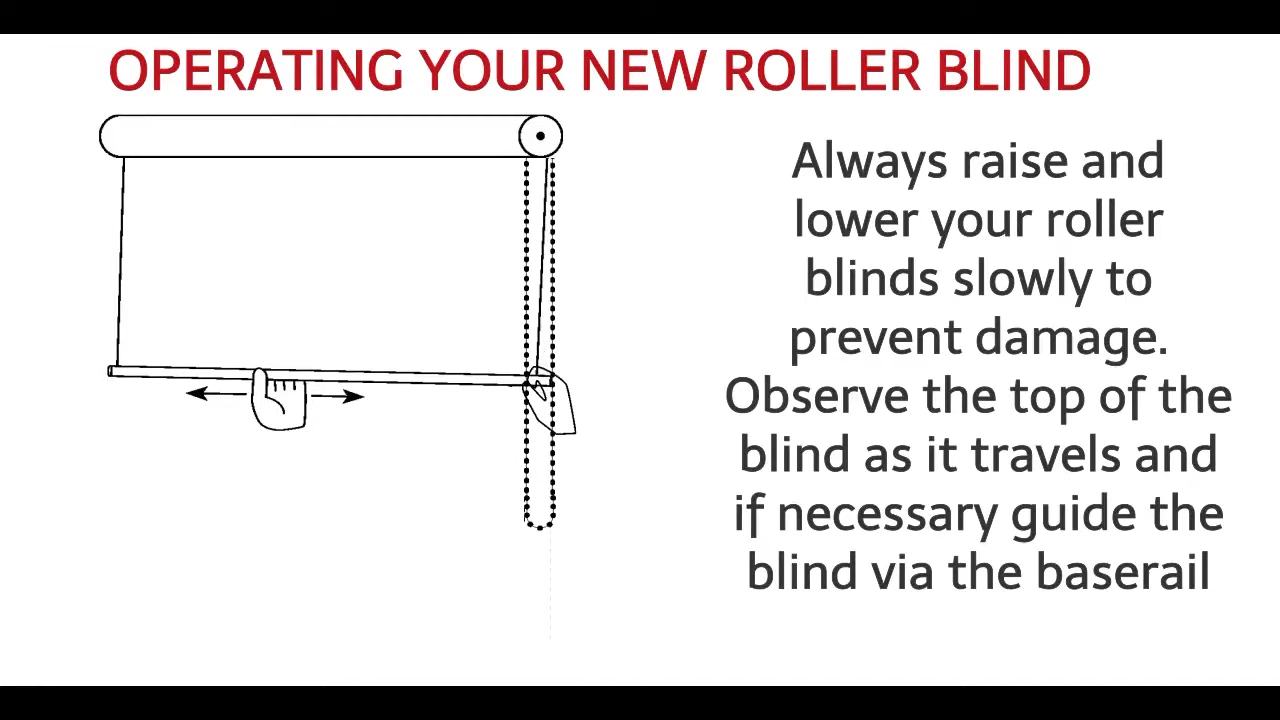 OPERATING YOUR NEW ROLLER BLIND
Always raise and
lower your roller
blinds slowly to
prevent damage.
Observe the top of the
blind as it travels and
if necessary guide the
blind via the baserail